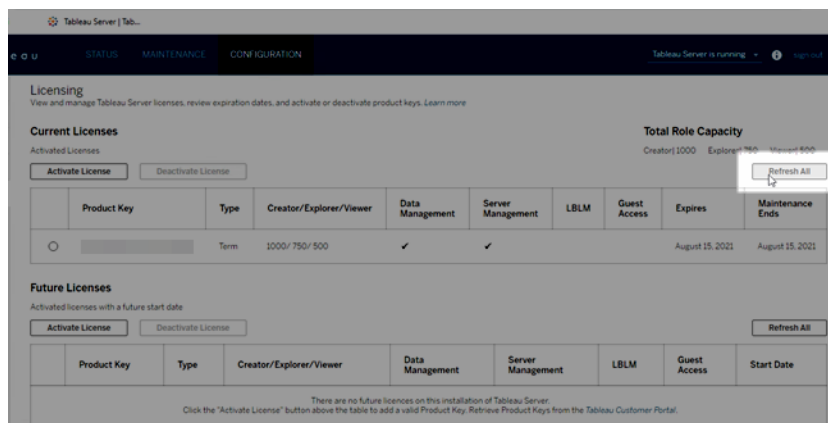 Tableau Server | Tab...
eau STATUS MAINTENANCE CONFIGURATION Tableau Server is running sign out
Licensing
View and manage Tableau Server licenses, review expiration dates, and activate or deactivate product keys. Learn more
Current Licenses Total Role Capacity
Activated Licenses Creator| 1000 Explorer| 750 Viewer| 500
Activate License Deactivate License Refresh All
Product Key Type Creator/Explorer/Viewer Data Management Server Management LBLM Guest Access Expires Maintenance Ends
Term 1000/ 750/ 500 ✔ ✔ August 15, 2021 August 15, 2021
Future Licenses
Activated licenses with a future start date
Activate License Deactivate License Refresh All
Product Key Type Creator/Explorer/Viewer Data Management Server Management LBLM Guest Access Start Date
There are no future licences on this installation of Tableau Server.
Click the "Activate License" button above the table to add a valid Product Key. Retrieve Product Keys from the Tableau Customer Portal.